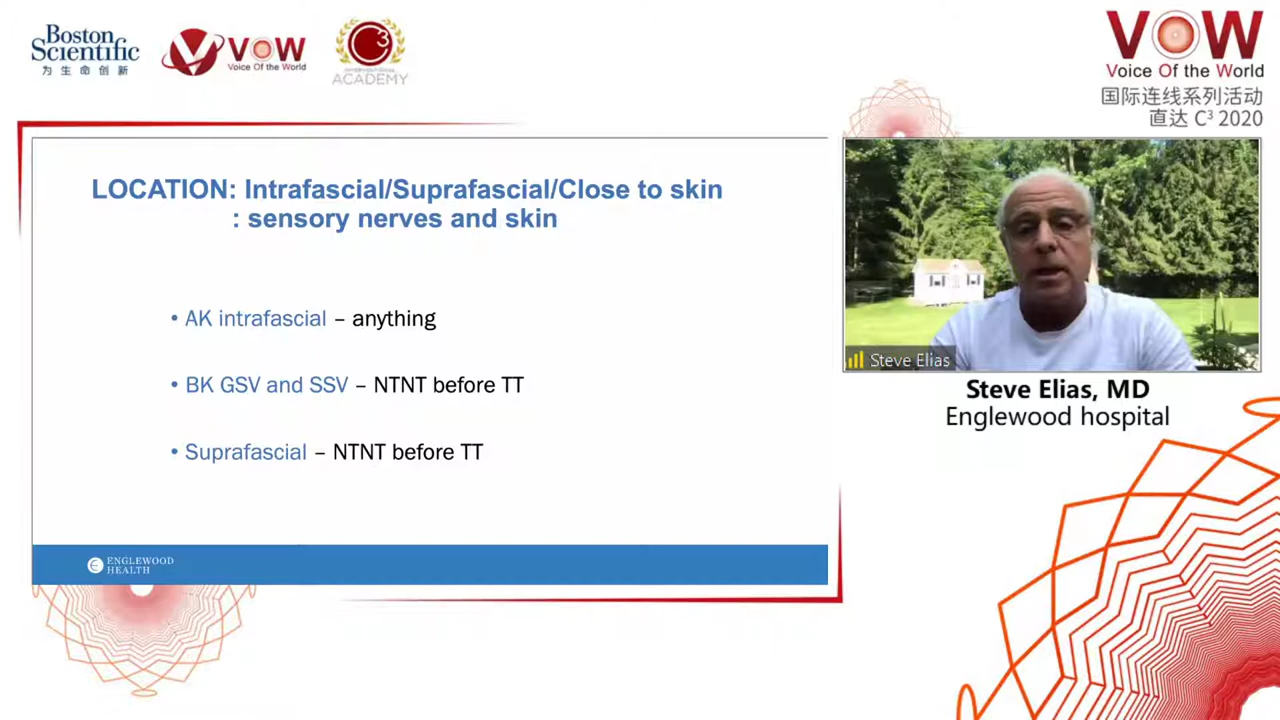 Boston
Scientific
为生命创新
VOW
Voice Of the World
C3
ACADEMY
VOW
Voice Of the World
国际连线系列活动
直达 C³ 2020
LOCATION: Intrafascial/Suprafascial/Close to skin
: sensory nerves and skin
• AK intrafascial – anything
• BK GSV and SSV – NTNT before TT
• Suprafascial – NTNT before TT
E ENGLEWOOD
HEALTH
Steve Elias
Steve Elias, MD
Englewood hospital